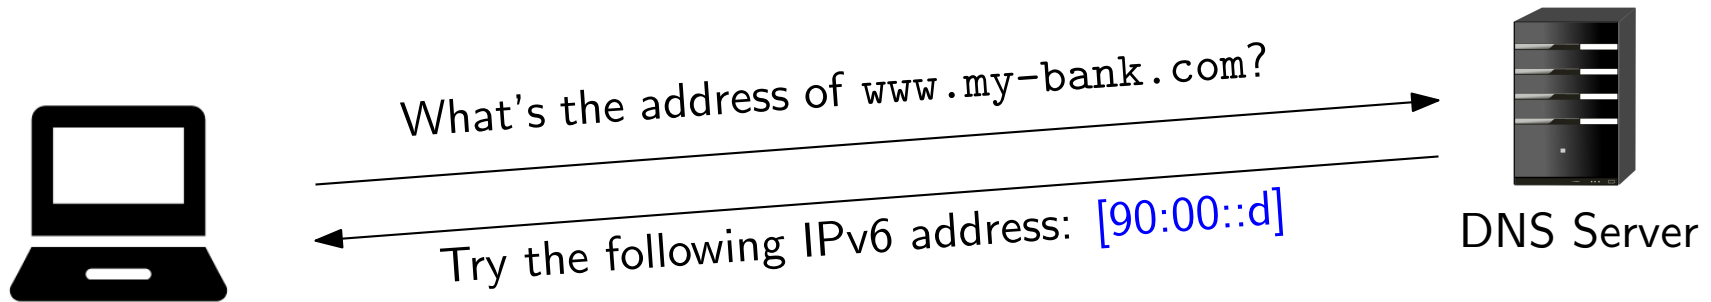 What's the address of www.my-bank.com?
Try the following IPv6 address: [90:00::d]
DNS Server